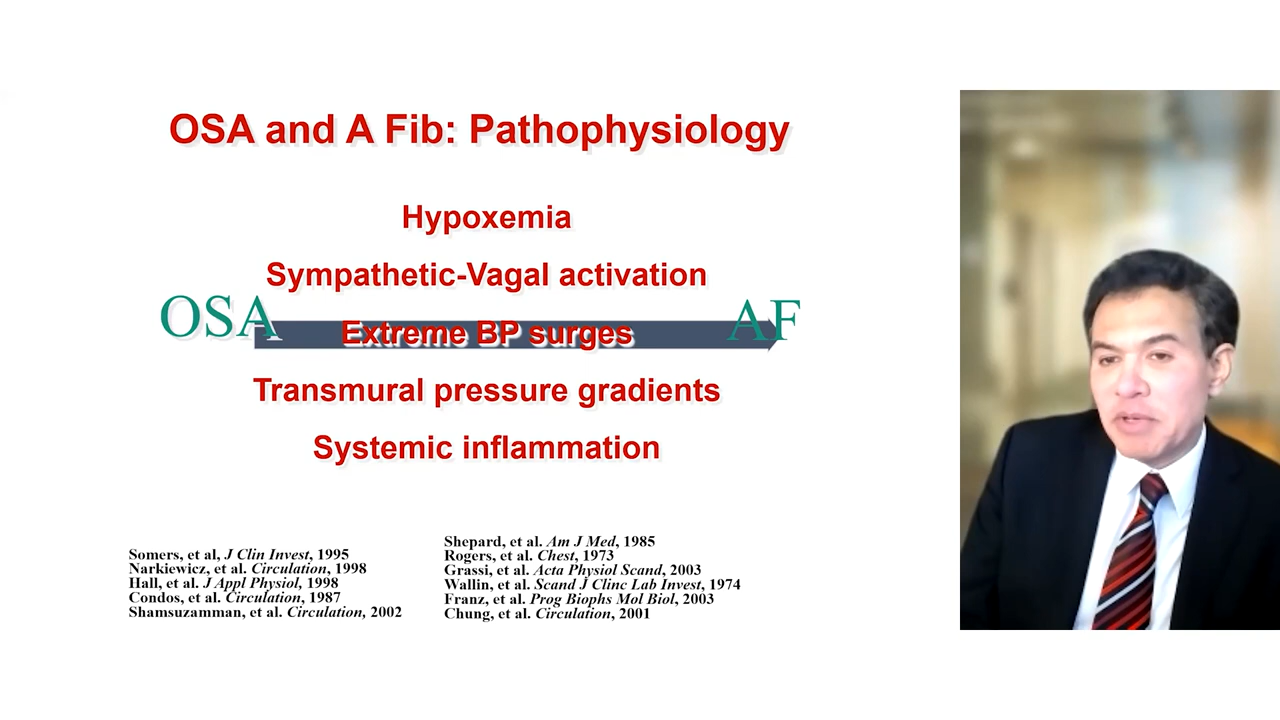 OSA and A Fib: Pathophysiology
Hypoxemia
Sympathetic-Vagal activation
OSA
Extreme BP surges
AF
Transmural pressure gradients
Systemic inflammation
Somers, et al, J Clin Invest, 1995
Narkiewicz, et al. Circulation, 1998
Hall, et al. J Appl Physiol, 1998
Condos, et al. Circulation, 1987
Shamsuzamman, et al. Circulation, 2002
Shepard, et al. Am J Med, 1985
Rogers, et al. Chest, 1973
Grassi, et al. Acta Physiol Scand, 2003
Wallin, et al. Scand J Clinc Lab Invest, 1974
Franz, et al. Prog Biophs Mol Biol, 2003
Chung, et al. Circulation, 2001